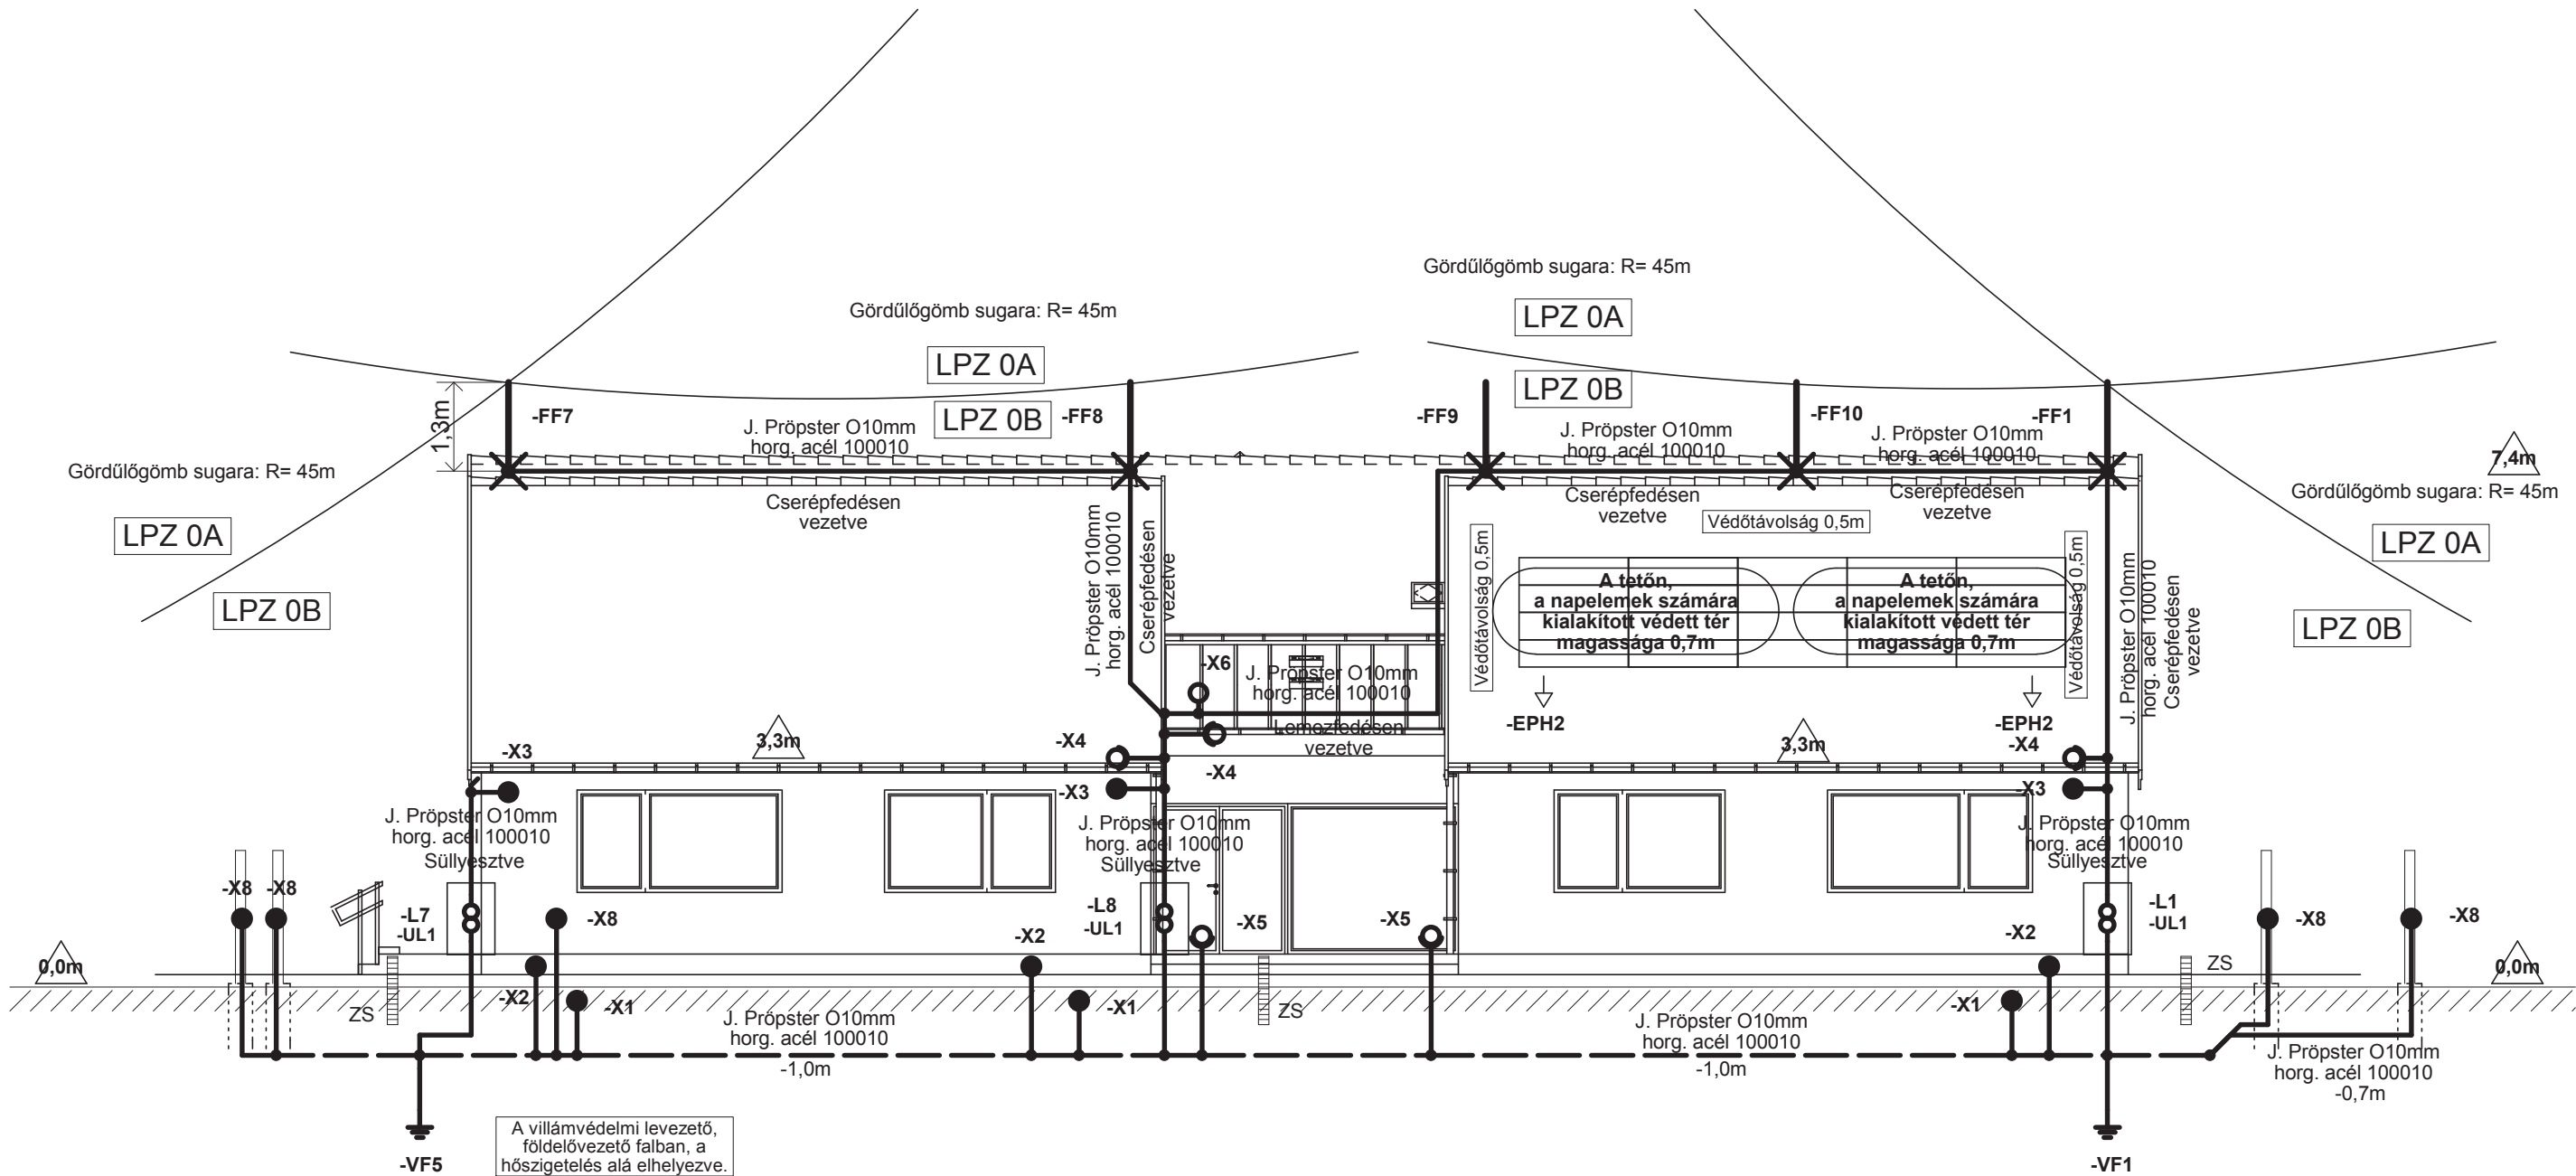 Gördűlőgömb sugara: R= 45m
LPZ 0A
Gördűlőgömb sugara: R= 45m
LPZ 0A
LPZ 0B
LPZ 0B
1,3m
-FF7
J. Pröpster O10mm
horg. acél 100010
-FF8
-FF9
J. Pröpster O10mm
horg. acél 100010
-FF10
J. Pröpster O10mm
horg. acél 100010
-FF1
7,4m
Gördűlőgömb sugara: R= 45m
LPZ 0A
LPZ 0B
Gördűlőgömb sugara: R= 45m
LPZ 0A
LPZ 0B
Cserépfedésen
vezetve
Cserépfedésen
vezetve
Cserépfedésen
vezetve
Védőtávolság 0,5m
J. Pröpster O10mm
horg. acél 100010
Cserépfedésen
vezetve
Védőtávolság 0,5m
A tetőn,
a napelemek számára
kialakított védett tér
magassága 0,7m
A tetőn,
a napelemek számára
kialakított védett tér
magassága 0,7m
Védőtávolság 0,5m
J. Pröpster O10mm
horg. acél 100010
Cserépfedésen
vezetve
-X6
J. Pröpster O10mm
horg. acél 100010
Lemezfedésen
vezetve
-EPH2
-EPH2
-X3
3,3m
-X4
-X4
3,3m
-X4
-X3
-X3
J. Pröpster O10mm
horg. acél 100010
Süllyesztve
J. Pröpster O10mm
horg. acél 100010
Süllyesztve
J. Pröpster O10mm
horg. acél 100010
Süllyesztve
-X8
-X8
-L7
-UL1
-X8
-L8
-UL1
-X5
-X5
-L1
-UL1
-X8
-X8
-X2
-X2
0,0m
0,0m
ZS
-X2
-X1
-X1
ZS
-X1
ZS
J. Pröpster O10mm
horg. acél 100010
-1,0m
J. Pröpster O10mm
horg. acél 100010
-1,0m
J. Pröpster O10mm
horg. acél 100010
-0,7m
A villámvédelmi levezető,
földelővezető falban, a
hőszigetelés alá elhelyezve.
-VF5
-VF1